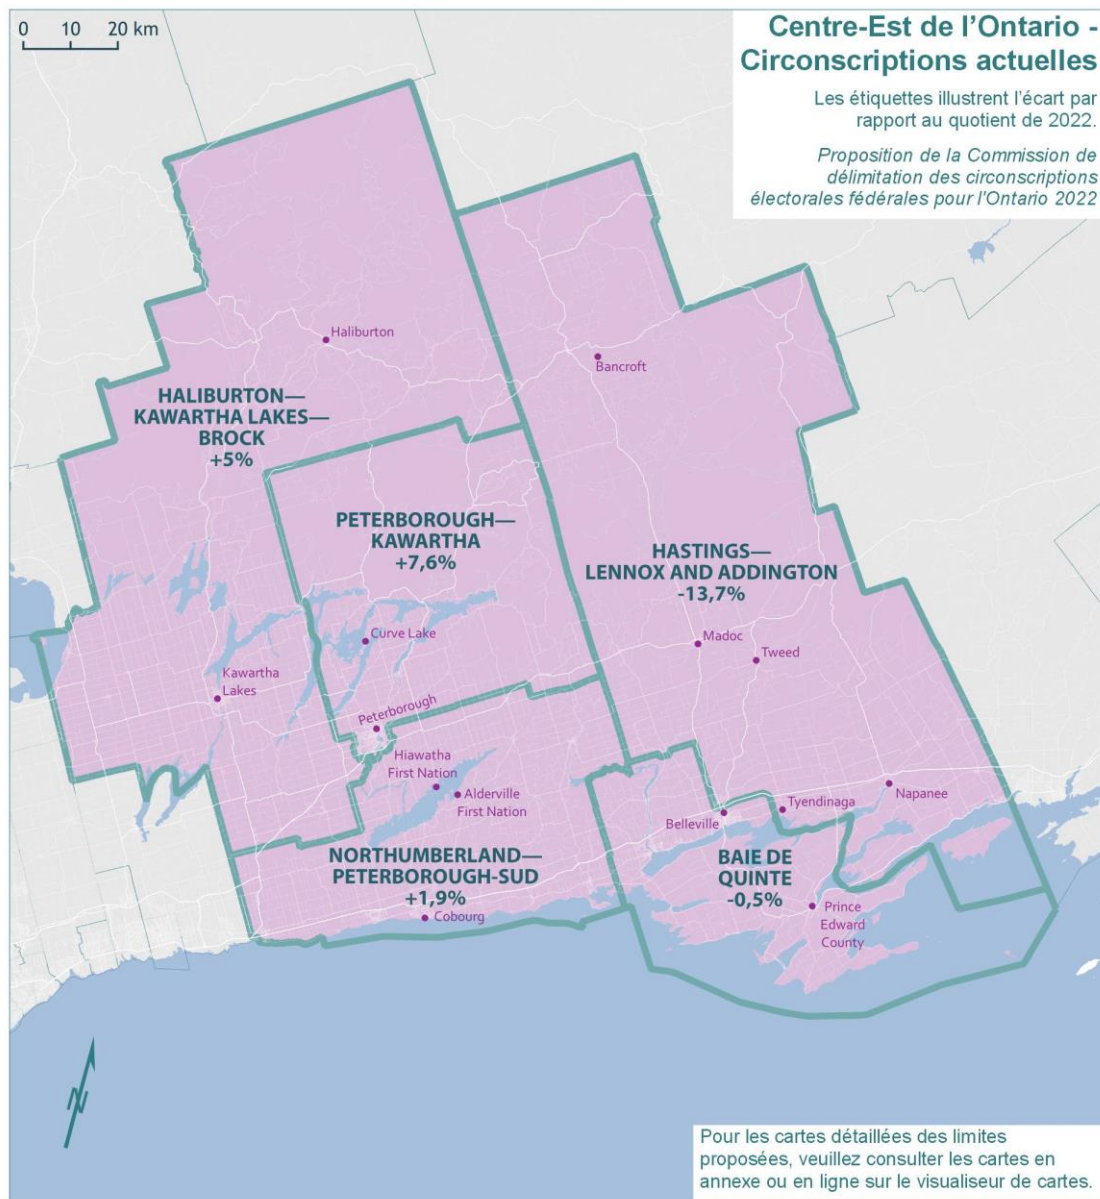 0 10 20 km
Centre-Est de l'Ontario -
Circonscriptions actuelles
Les étiquettes illustrent l'écart par
rapport au quotient de 2022.
Proposition de la Commission de
délimitation des circonscriptions
électorales fédérales pour l'Ontario 2022
Haliburton
Bancroft
HALIBURTON—
KAWARTHA LAKES—
BROCK
+5%
PETERBOROUGH—
KAWARTHA
+7,6%
HASTINGS—
LENNOX AND ADDINGTON
-13,7%
Curve Lake
Madoc
Tweed
Kawartha
Lakes
Peterborough
Hiawatha
First Nation
Alderville
First Nation
Napanee
Tyendinaga
Belleville
NORTHUMBERLAND—
PETERBOROUGH-SUD
+1,9%
BAIE DE
QUINTE
-0,5%
Cobourg
Prince
Edward
County
N
Pour les cartes détaillées des limites
proposées, veuillez consulter les cartes en
annexe ou en ligne sur le visualiseur de cartes.